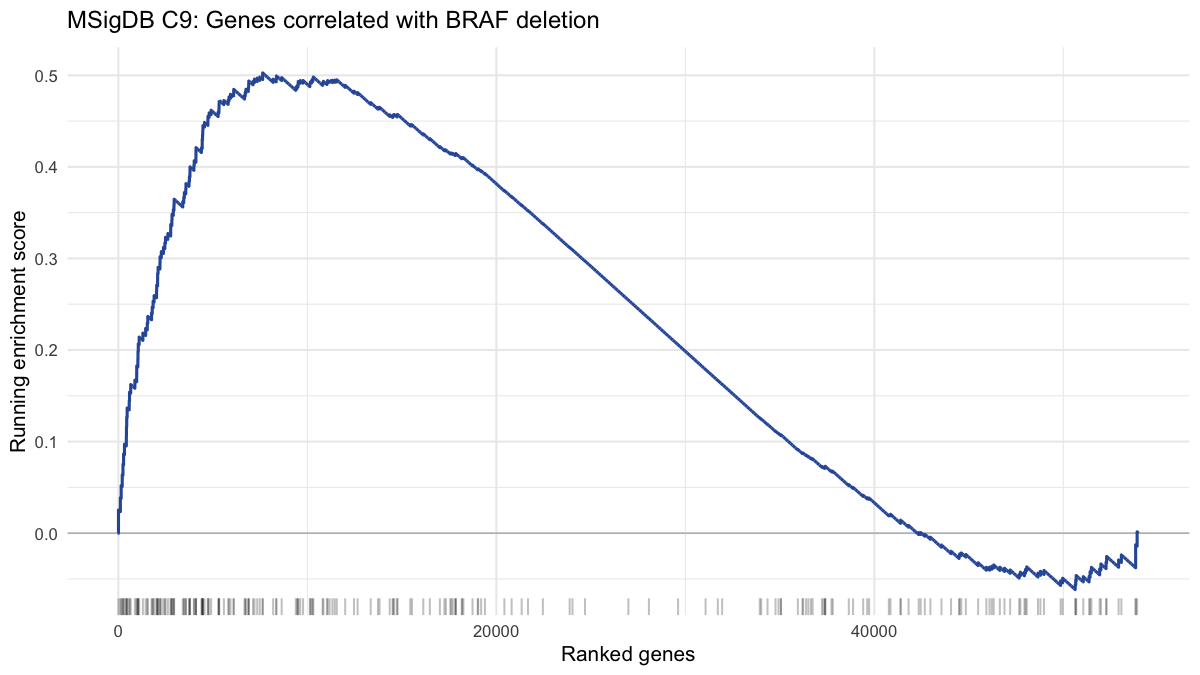 MSigDB C9: Genes correlated with BRAF deletion
0.5
0.4
0.3
0.2
0.1
0.0
Running enrichment score
0 20000 40000
Ranked genes